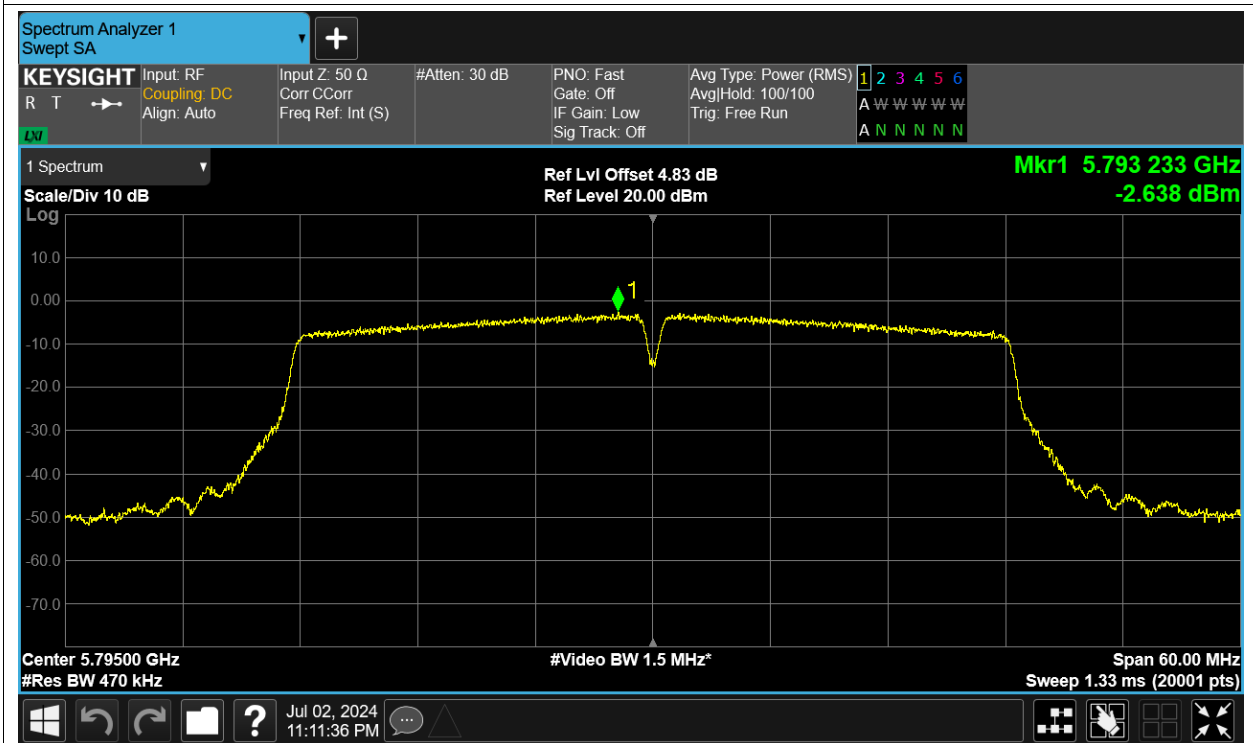 Spectrum Analyzer 1
Swept SA
KEYSIGHT
R T
LXI
Input: RF
Coupling: DC
Align: Auto
Input Z: 50 Ω
Corr CCorr
Freq Ref: Int (S)
#Atten: 30 dB
PNO: Fast
Gate: Off
IF Gain: Low
Sig Track: Off
Avg Type: Power (RMS)
Avg|Hold: 100/100
Trig: Free Run
1 2 3 4 5 6
A W W W W W
A N N N N N
1 Spectrum
Scale/Div 10 dB
Log
Ref Lvl Offset 4.83 dB
Ref Level 20.00 dBm
Mkr1 5.793 233 GHz
-2.638 dBm
10.0
0.00
-10.0
-20.0
-30.0
-40.0
-50.0
-60.0
-70.0
1
Center 5.79500 GHz
#Res BW 470 kHz
#Video BW 1.5 MHz*
Span 60.00 MHz
Sweep 1.33 ms (20001 pts)
?
Jul 02, 2024
11:11:36 PM